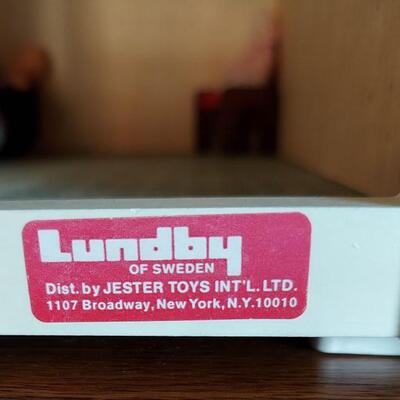 Lundby
OF SWEDEN
Dist. by JESTER TOYS INT'L. LTD.
1107 Broadway, New York, N.Y. 10010